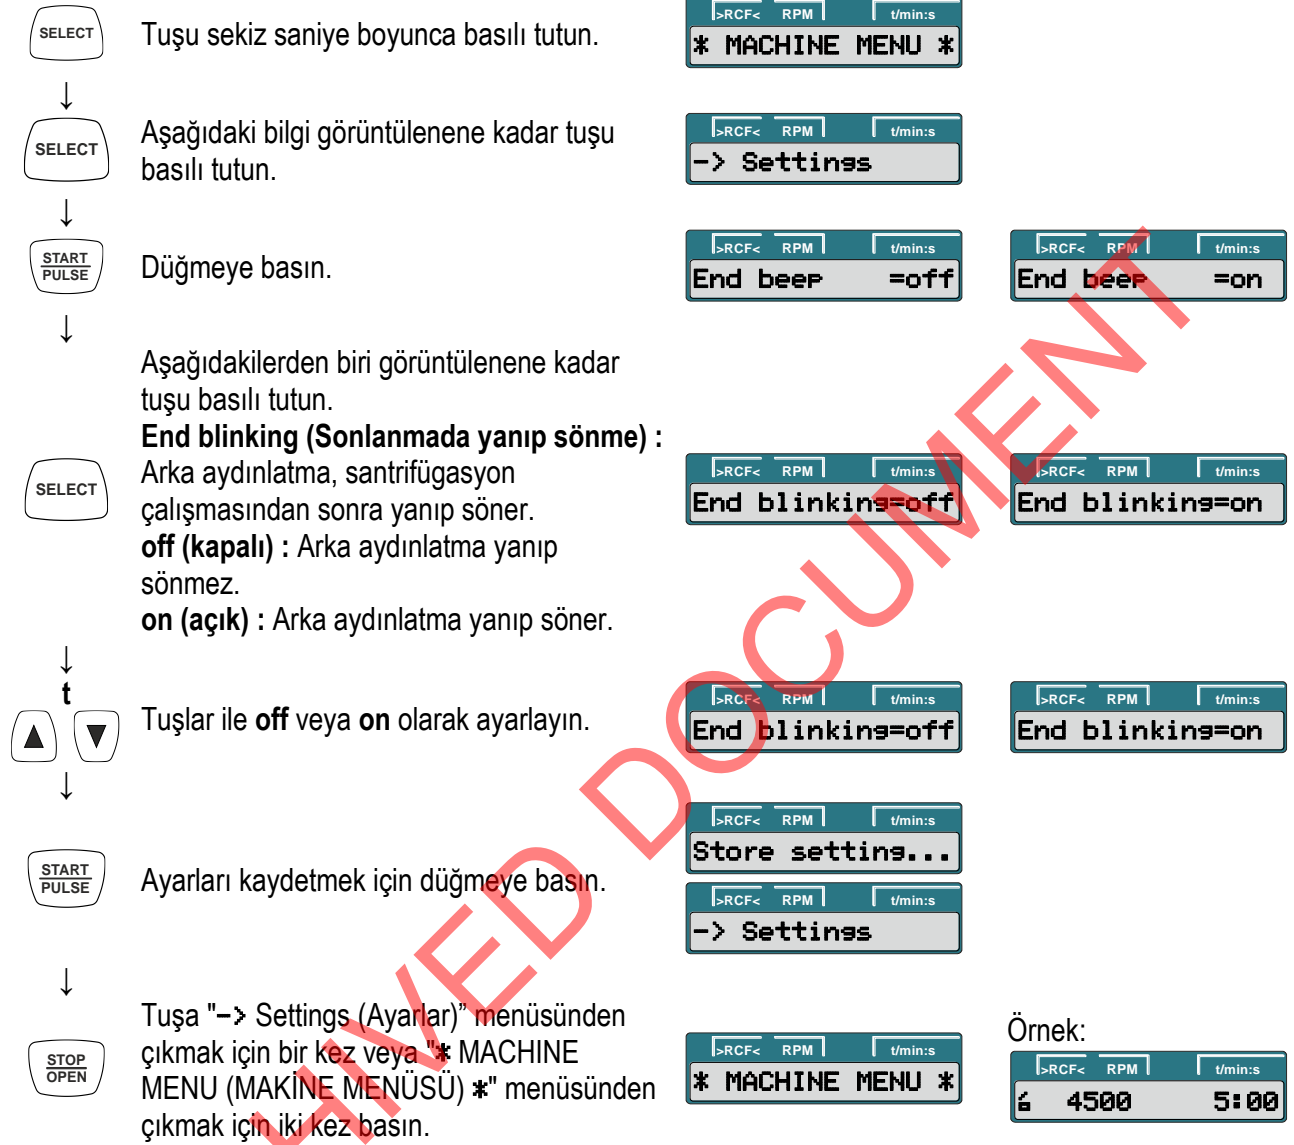 SELECT
Tuşu sekiz saniye boyunca basılı tutun.
>RCF< RPM t/min:s
* MACHINE MENU *
↓
SELECT
Aşağıdaki bilgi görüntülenene kadar tuşu
basılı tutun.
>RCF< RPM t/min:s
-> Settings
↓
START
PULSE
Düğmeye basın.
>RCF< RPM t/min:s
End beep =off
>RCF< RPM t/min:s
End beep =on
↓
SELECT
Aşağıdakilerden biri görüntülenene kadar
tuşu basılı tutun.
End blinking (Sonlanmada yanıp sönme) :
Arka aydınlatma, santrifügasyon
çalışmasından sonra yanıp söner.
off (kapalı) : Arka aydınlatma yanıp
sönmez.
on (açık) : Arka aydınlatma yanıp söner.
>RCF< RPM t/min:s
End blinking=off
>RCF< RPM t/min:s
End blinking=on
↓
t
▲ ▼
Tuşlar ile off veya on olarak ayarlayın.
>RCF< RPM t/min:s
End blinking=off
>RCF< RPM t/min:s
End blinking=on
↓
START
PULSE
Ayarları kaydetmek için düğmeye basın.
>RCF< RPM t/min:s
Store setting...
>RCF< RPM t/min:s
-> Settings
↓
STOP
OPEN
Tuşa "-> Settings (Ayarlar)" menüsünden
çıkmak için bir kez veya "* MACHINE
MENU (MAKİNE MENÜSÜ) *" menüsünden
çıkmak için iki kez basın.
>RCF< RPM t/min:s
* MACHINE MENU *
Örnek:
>RCF< RPM t/min:s
4500 5:00
HIVED DOCUMENT